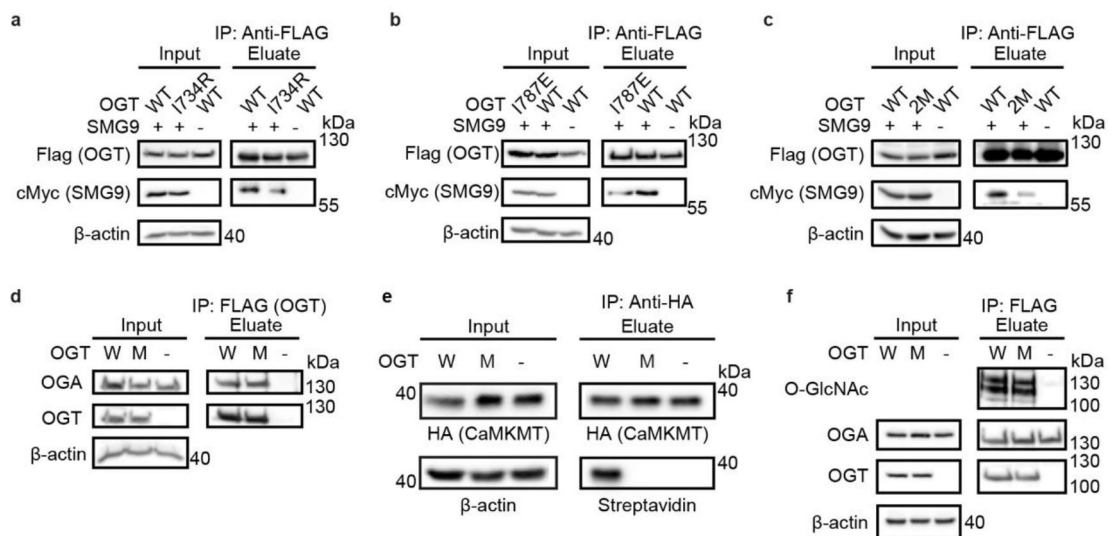 a
IP: Anti-FLAG
Input Eluate
OGT WT I734R WT WT I734R WT
SMG9 + + - + + - kDa
Flag (OGT) 130
cMyc (SMG9) 55
β-actin 40
b
IP: Anti-FLAG
Input Eluate
OGT I787E WT WT I787E WT WT
SMG9 + + - + + - kDa
Flag (OGT) 130
cMyc (SMG9) 55
β-actin 40
c
IP: Anti-FLAG
Input Eluate
OGT WT 2M WT WT 2M WT
SMG9 + + - + + - kDa
Flag (OGT) 130
cMyc (SMG9) 55
β-actin 40
d
IP: FLAG (OGT)
Input Eluate
OGT W M - W M - kDa
OGA 130
OGT 130
β-actin 40
e
IP: Anti-HA
Input Eluate
OGT W M - W M - kDa
40 40
HA (CaMKMT) HA (CaMKMT)
40 40
β-actin Streptavidin
f
IP: FLAG
Input Eluate
OGT W M - W M - kDa
O-GlcNAc 130
100
OGA 130
OGT 130
100
β-actin 40